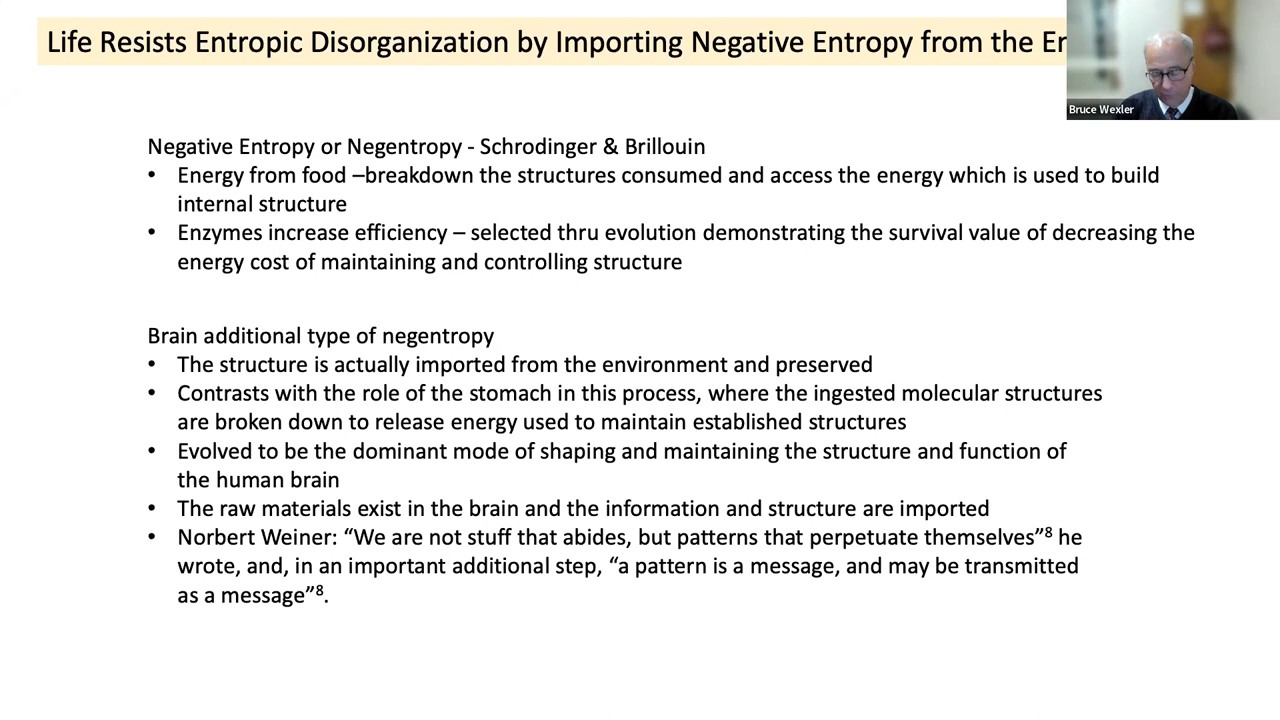 Life Resists Entropic Disorganization by Importing Negative Entropy from the
Bruce Wexler
Negative Entropy or Negentropy - Schrodinger & Brillouin
• Energy from food –breakdown the structures consumed and access the energy which is used to build
internal structure
• Enzymes increase efficiency – selected thru evolution demonstrating the survival value of decreasing the
energy cost of maintaining and controlling structure
Brain additional type of negentropy
• The structure is actually imported from the environment and preserved
• Contrasts with the role of the stomach in this process, where the ingested molecular structures
are broken down to release energy used to maintain established structures
• Evolved to be the dominant mode of shaping and maintaining the structure and function of
the human brain
• The raw materials exist in the brain and the information and structure are imported
• Norbert Weiner: “We are not stuff that abides, but patterns that perpetuate themselves”⁸ he
wrote, and, in an important additional step, “a pattern is a message, and may be transmitted
as a message”⁸.